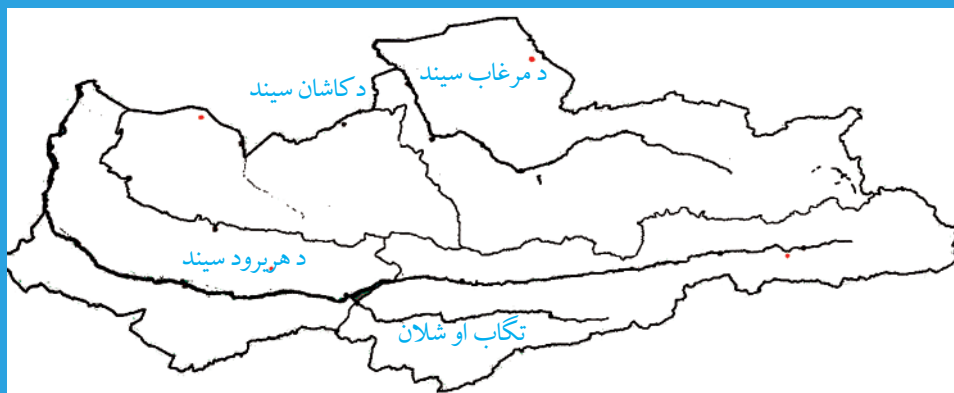 د مرغاب سیند
د کاشان سیند
د هریرود سیند
تگاب او شلان